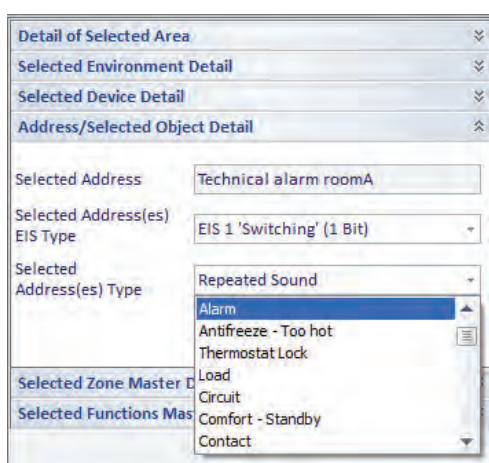 Detail of Selected Area
Selected Environment Detail
Selected Device Detail
Address/Selected Object Detail
Selected Address Technical alarm roomA
Selected Address(es)
EIS Type
EIS 1 'Switching' (1 Bit)
Selected
Address(es) Type
Repeated Sound
Alarm
Antifreeze - Too hot
Thermostat Lock
Load
Circuit
Comfort - Standby
Contact
Selected Zone Master
Selected Functions